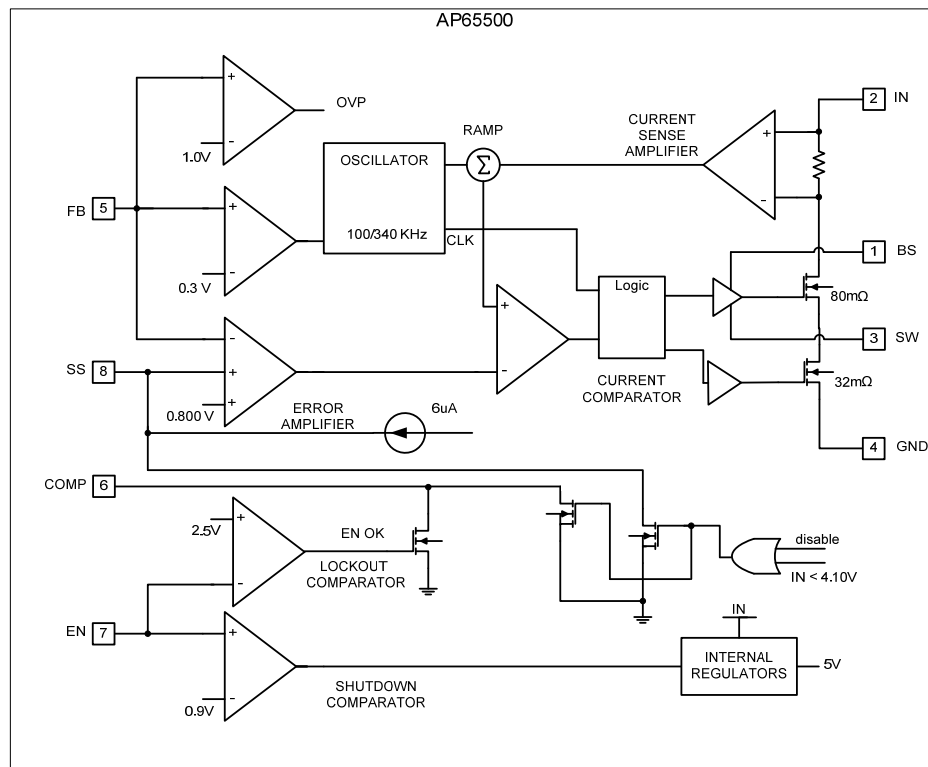 AP65500
OVP
1.0V
RAMP
Σ
CURRENT
SENSE
AMPLIFIER
2 IN
OSCILLATOR
100/340 KHz
CLK
FB 5
0.3 V
1 BS
Logic
80mΩ
3 SW
SS 8
0.800 V
ERROR
AMPLIFIER
6uA
CURRENT
COMPARATOR
32mΩ
4 GND
COMP 6
2.5V
EN OK
LOCKOUT
COMPARATOR
disable
IN < 4.10V
EN 7
IN
INTERNAL
REGULATORS
5V
0.9V
SHUTDOWN
COMPARATOR
+
-
+
-
-
+
+
+
-
+
-
+
-
+
-